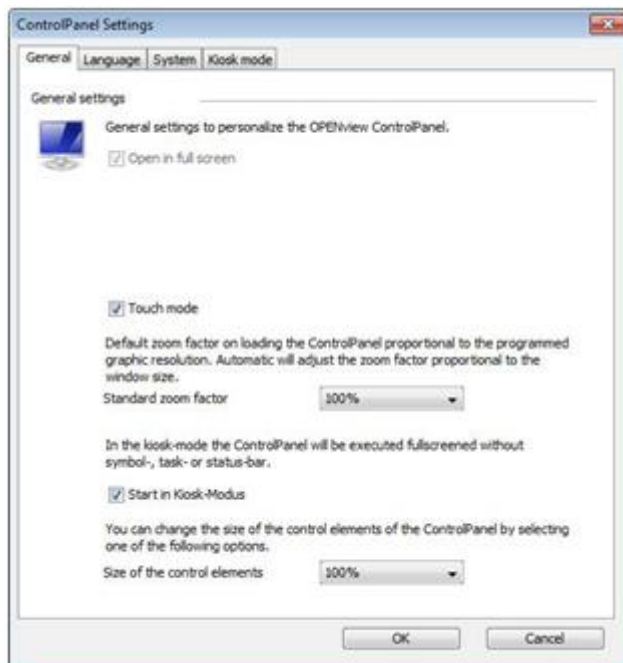 ControlPanel Settings
General Language System Kiosk mode
General settings
General settings to personalize the OPENview ControlPanel.
Open in full screen
Touch mode
Default zoom factor on loading the ControlPanel proportional to the programmed
graphic resolution. Automatic will adjust the zoom factor proportional to the
window size.
Standard zoom factor 100%
In the kiosk-mode the ControlPanel will be executed fullscreened without
symbol-, task- or status-bar.
Start in Kiosk-Modus
You can change the size of the control elements of the ControlPanel by selecting
one of the following options.
Size of the control elements 100%
OK Cancel